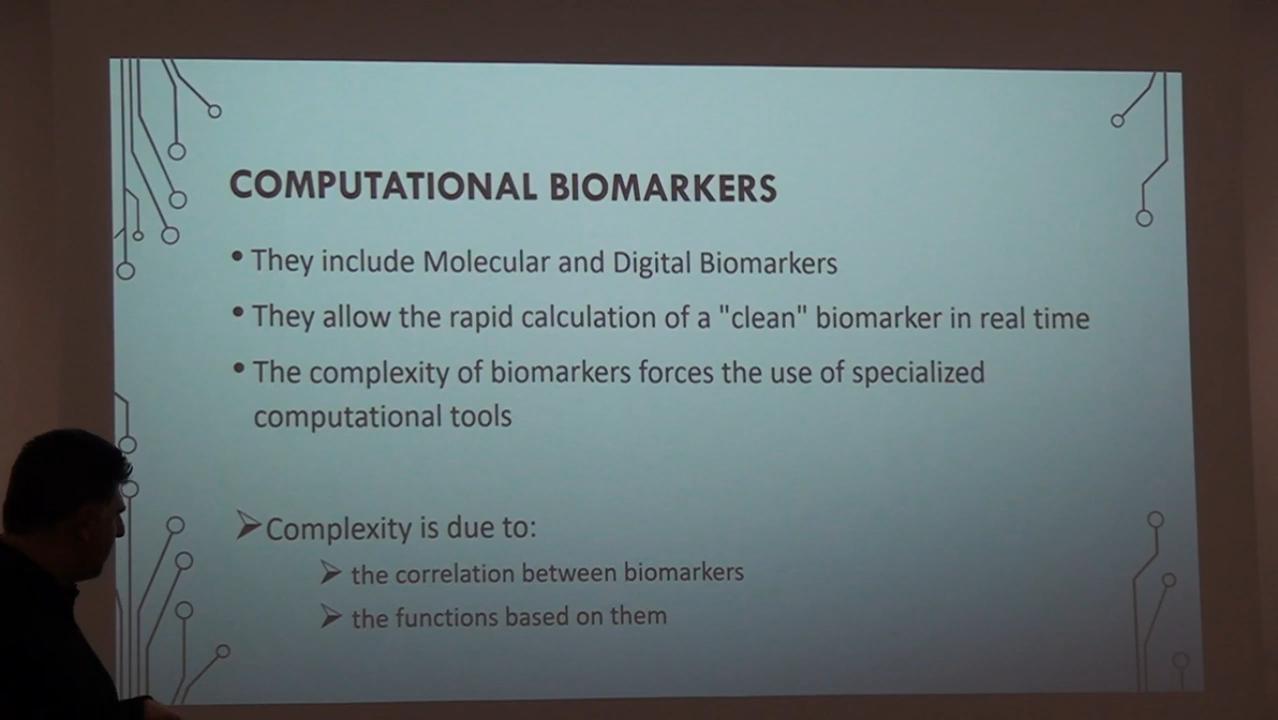 COMPUTATIONAL BIOMARKERS
• They include Molecular and Digital Biomarkers
• They allow the rapid calculation of a "clean" biomarker in real time
• The complexity of biomarkers forces the use of specialized
computational tools
➢ Complexity is due to:
➢ the correlation between biomarkers
➢ the functions based on them